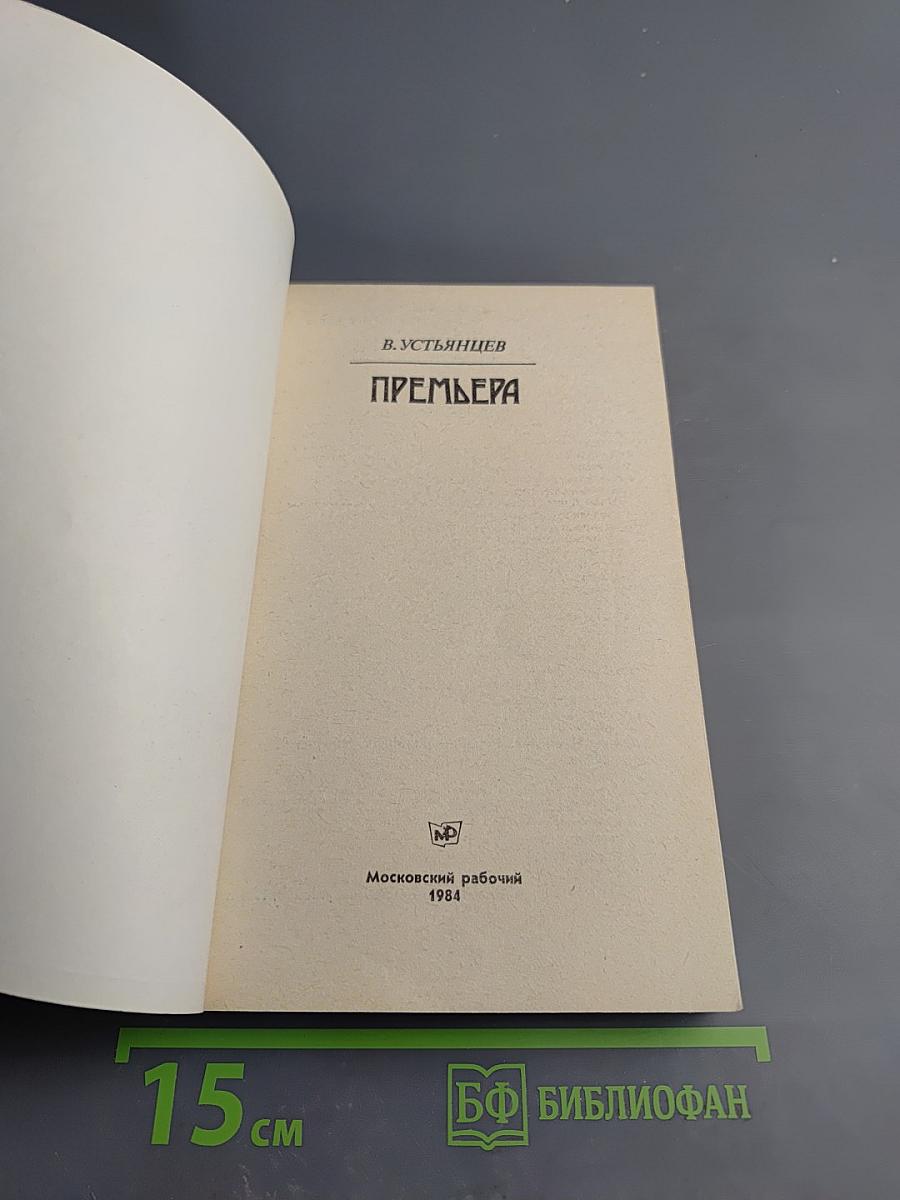 В. УСТЬЯНЦЕВ
ПРЕМЬЕРА
МР
Московский рабочий
1984
15 см
БФ БИБЛИОФАН